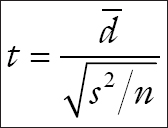 t = d̅ / √(s²/n)